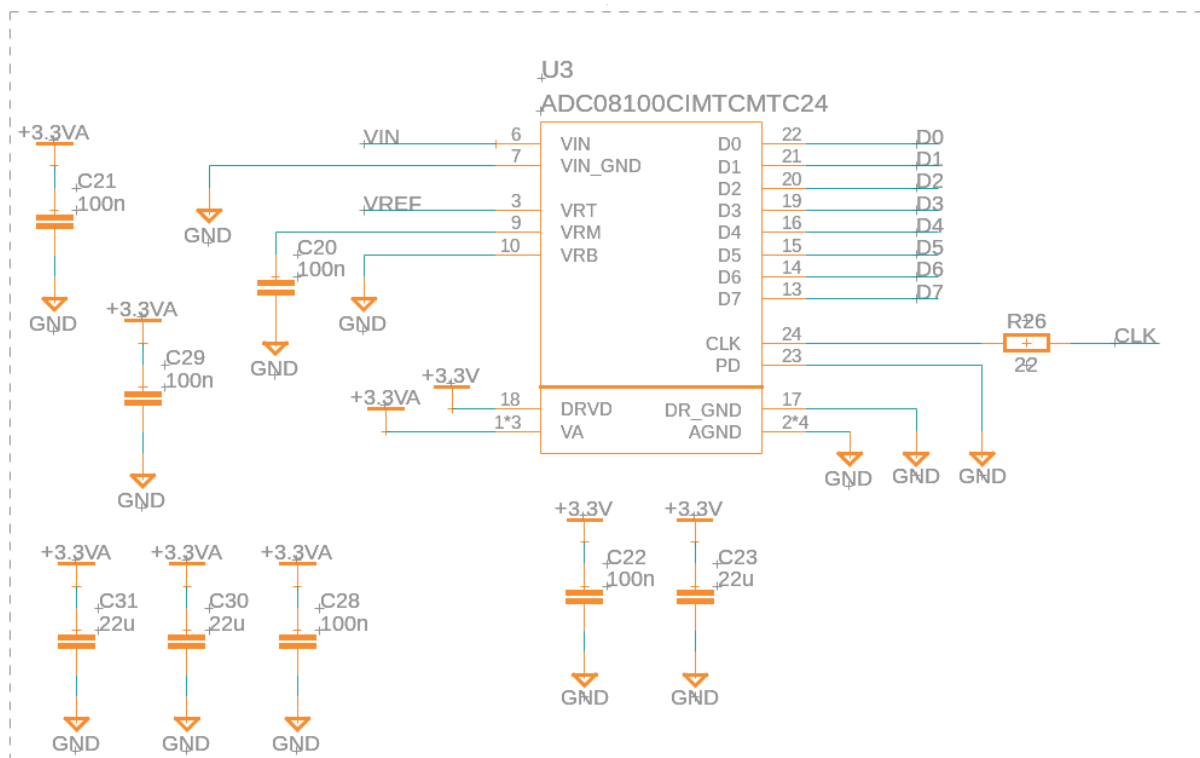 U3
ADC08100CIMTCMTC24
+3.3VA
C21
100n
GND
VIN
6
VIN
7
VIN_GND
GND
VREF
3
VRT
9
VRM
10
VRB
C20
100n
GND
GND
D0
22
D0
D1
21
D1
D2
20
D2
D3
19
D3
D4
16
D4
D5
15
D5
D6
14
D6
D7
13
D7
CLK
24
R26
22
CLK
PD
23
+3.3VA
C29
100n
GND
+3.3V
+3.3VA
18
DRVD
1*3
VA
DR_GND
17
AGND
2*4
GND
GND
GND
+3.3VA
C31
22u
GND
+3.3VA
C30
22u
GND
+3.3VA
C28
100n
GND
+3.3V
C22
100n
GND
+3.3V
C23
22u
GND